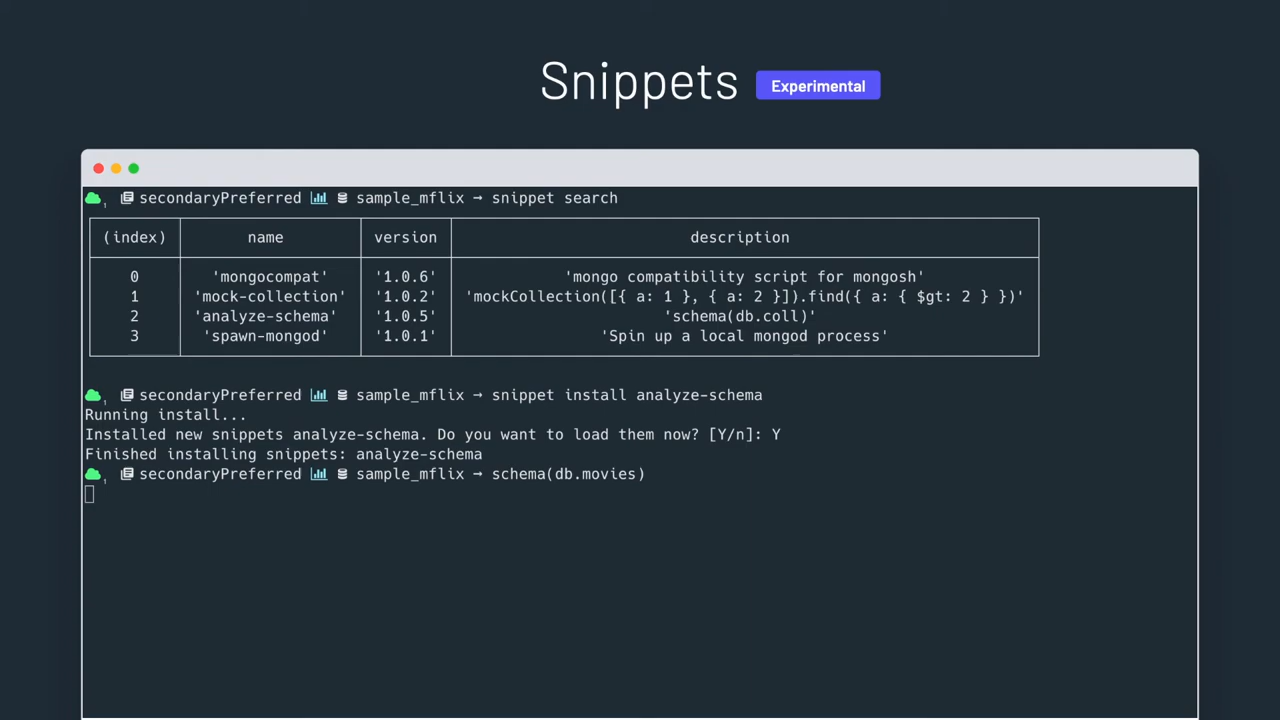 Snippets Experimental
secondaryPreferred sample_mflix → snippet search
(index) name version description
0 'mongocompat' '1.0.6' 'mongo compatibility script for mongosh'
1 'mock-collection' '1.0.2' 'mockCollection([{ a: 1 }, { a: 2 }]).find({ a: { $gt: 2 } })'
2 'analyze-schema' '1.0.5' 'schema(db.coll)'
3 'spawn-mongod' '1.0.1' 'Spin up a local mongod process'
secondaryPreferred sample_mflix → snippet install analyze-schema
Running install...
Installed new snippets analyze-schema. Do you want to load them now? [Y/n]: Y
Finished installing snippets: analyze-schema
secondaryPreferred sample_mflix → schema(db.movies)